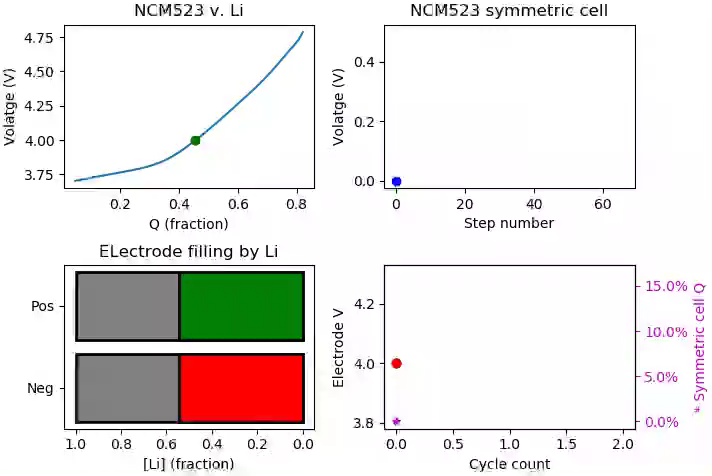 NCM523 v. Li
4.75
4.50
4.25
4.00
3.75
Volatge (V)
0.2
0.4
0.6
0.8
Q (fraction)
NCM523 symmetric cell
0.4
0.2
0.0
Volatge (V)
0
20
40
60
Step number
ELectrode filling by Li
Pos
Neg
1.0
0.8
0.6
0.4
0.2
0.0
[Li] (fraction)
4.2
4.0
3.8
Electrode V
15.0%
10.0%
5.0%
0.0%
* Symmetric cell Q
0.0
0.5
1.0
1.5
2.0
Cycle count